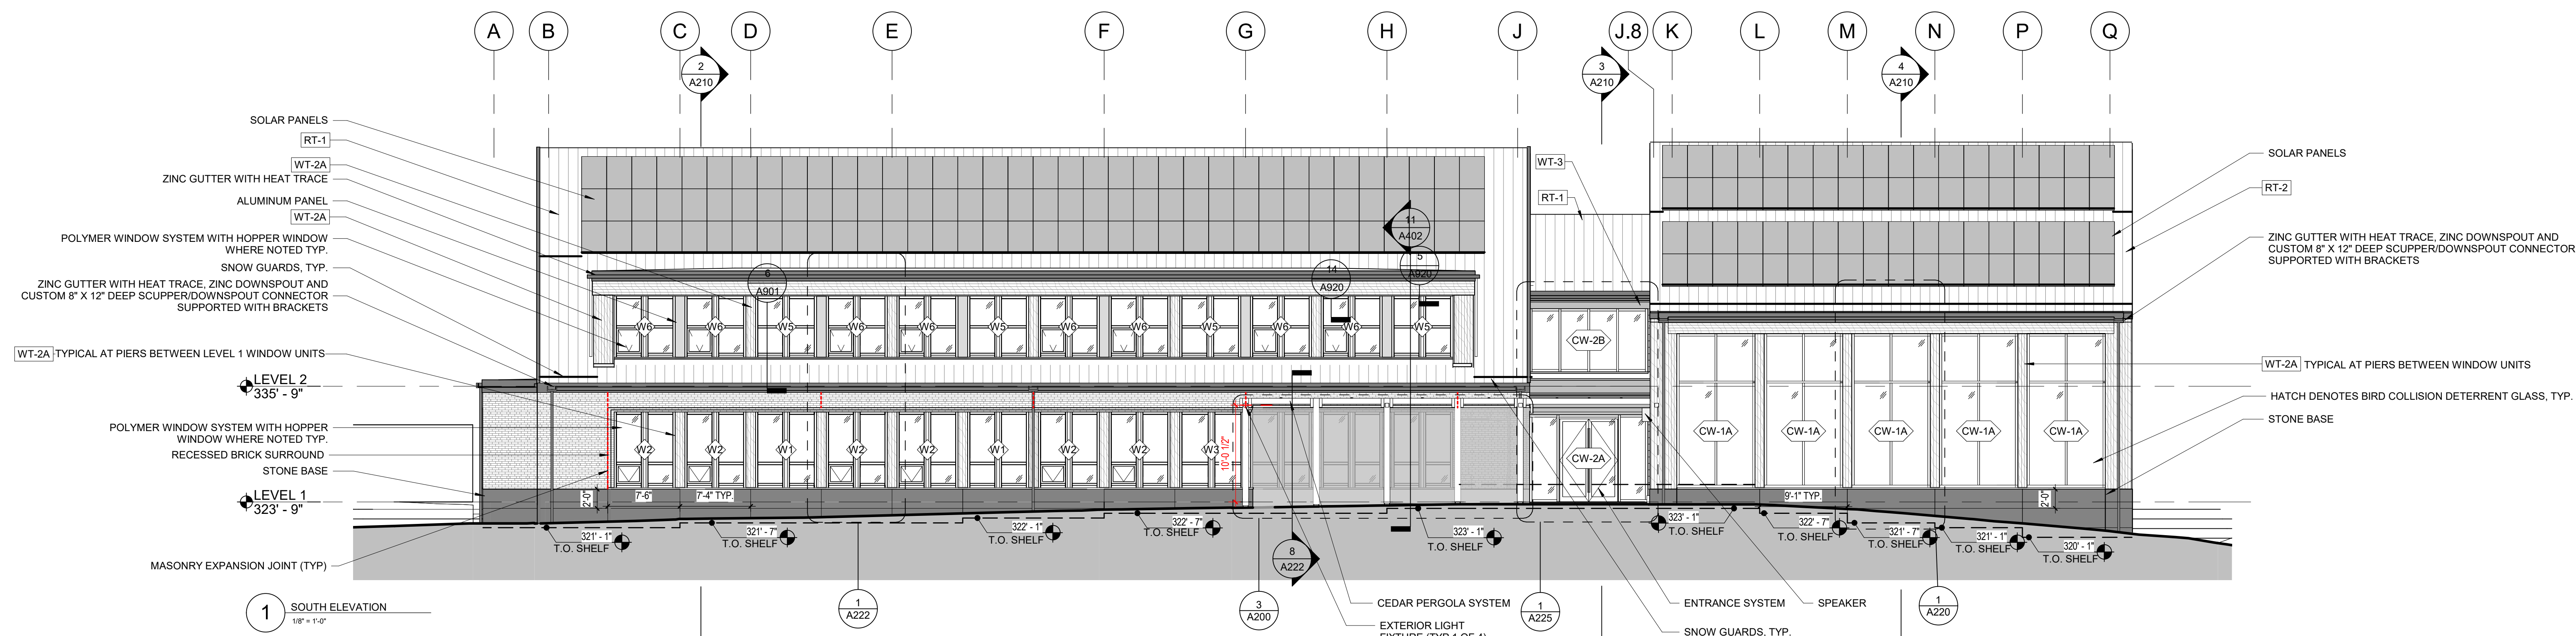 A
B
C
D
E
F
G
H
J
J.8
K
L
M
N
P
Q
2
A210
3
A210
4
A210
SOLAR PANELS
RT-1
WT-2A
ZINC GUTTER WITH HEAT TRACE
ALUMINUM PANEL
WT-2A
POLYMER WINDOW SYSTEM WITH HOPPER WINDOW
WHERE NOTED TYP.
SNOW GUARDS, TYP.
ZINC GUTTER WITH HEAT TRACE, ZINC DOWNSPOUT AND
CUSTOM 8" X 12" DEEP SCUPPER/DOWNSPOUT CONNECTOR
SUPPORTED WITH BRACKETS
WT-2A TYPICAL AT PIERS BETWEEN LEVEL 1 WINDOW UNITS
LEVEL 2
335' - 9"
POLYMER WINDOW SYSTEM WITH HOPPER
WINDOW WHERE NOTED TYP.
RECESSED BRICK SURROUND
STONE BASE
LEVEL 1
323' - 9"
MASONRY EXPANSION JOINT (TYP)
6
A901
11
A402
5
A920
14
A920
W6
W6
W5
W6
W6
W5
W6
W6
W5
W6
W6
W5
W2
W2
W1
W2
W2
W1
W2
W2
W3
10'-0 1/2"
2'-0"
7'-6"
7'-4" TYP.
WT-3
RT-1
CW-2B
CW-2A
CW-1A
CW-1A
CW-1A
CW-1A
CW-1A
9'-1" TYP.
2'-0"
SOLAR PANELS
RT-2
ZINC GUTTER WITH HEAT TRACE, ZINC DOWNSPOUT AND
CUSTOM 8" X 12" DEEP SCUPPER/DOWNSPOUT CONNECTOR
SUPPORTED WITH BRACKETS
WT-2A TYPICAL AT PIERS BETWEEN WINDOW UNITS
HATCH DENOTES BIRD COLLISION DETERRENT GLASS, TYP.
STONE BASE
321' - 1"
T.O. SHELF
321' - 7"
T.O. SHELF
322' - 1"
T.O. SHELF
322' - 7"
T.O. SHELF
323' - 1"
T.O. SHELF
323' - 1"
T.O. SHELF
322' - 7"
T.O. SHELF
321' - 7"
T.O. SHELF
321' - 1"
T.O. SHELF
320' - 1"
T.O. SHELF
8
A222
1
A222
3
A200
1
A225
1
A220
CEDAR PERGOLA SYSTEM
EXTERIOR LIGHT
FIXTURE (TYP 1 OF 4)
ENTRANCE SYSTEM
SPEAKER
SNOW GUARDS, TYP.
1
SOUTH ELEVATION
1/8" = 1'-0"